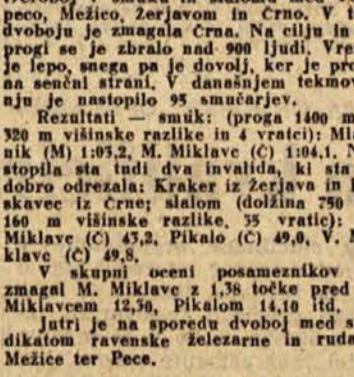 peco, Mežico, Žerjavom in Črno. V t
dvoboju je zmagala Črna. Na cilju in
progi se je zbralo nad 900 ljudi. Vre
je lepo, snega pa je dovolj, ker je pro
na senčni strani. V današnjem tekmov
nju je nastopilo 95 smučarjev.
Rezultati — smuk: (proga 1400 m
320 m višinske razlike in 4 vratci): Ml
nik (M) 1:03,2, M. Miklavc (Č) 1:04,1. N
stopila sta tudi dva invalida, ki sta
dobro odrezala: Kraker iz Žerjava in
skavec iz Črne; slalom (dolžina 750
160 m višinske razlike, 35 vratic):
Miklavc (Č) 43,2, Pikalo (Č) 49,0, V. M
klavc (Č) 49,8.
V skupni oceni posameznikov
zmagal M. Miklavc z 1,38 točke pred
Miklavcem 12,30, Pikalom 14,10 itd.
Jutri je na sporedu dvoboj med s
dikatom ravenske železarne in ruda
Mežice ter Pece.